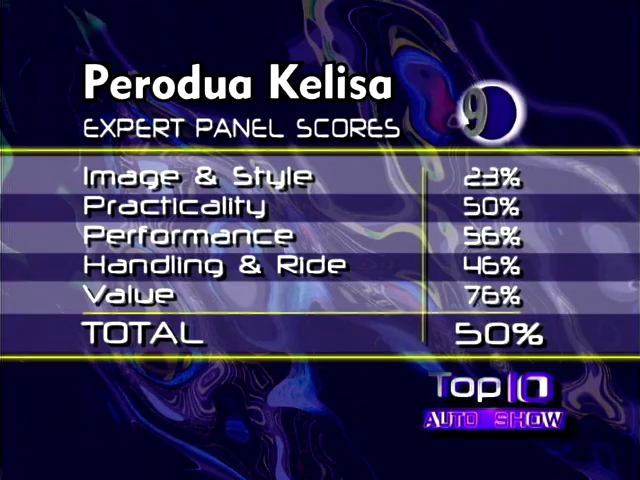 Perodua Kelisa
9
EXPERT PANEL SCORES
Image & Style 23%
Practicality 50%
Performance 56%
Handling & Ride 46%
Value 76%
TOTAL 50%
Top 10
AUTO SHOW